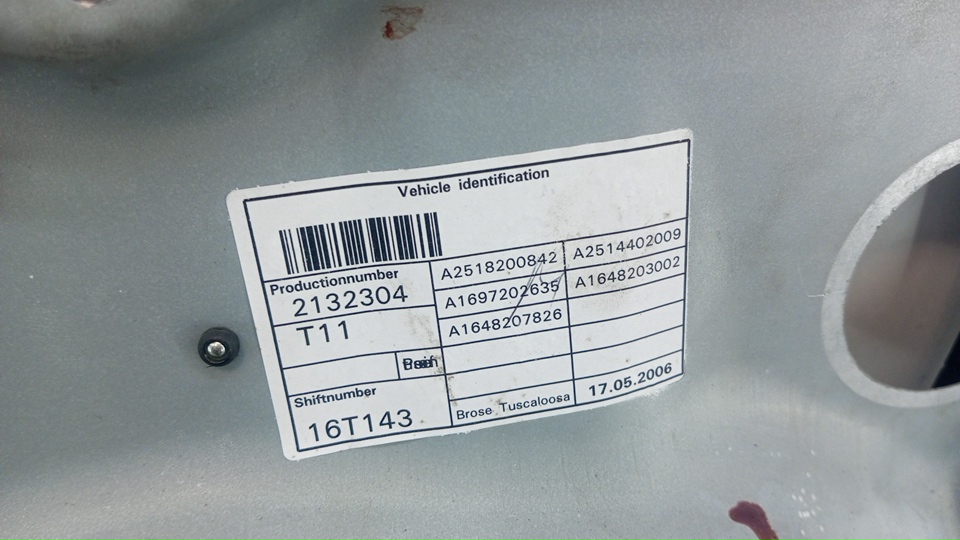 Vehicle identification
Productionnumber
2132304
T11
Shiftnumber
16T143
A2518200842 A2514402009
A1697202635 A1648203002
A1648207826
Brose Tuscaloosa 17.05.2006